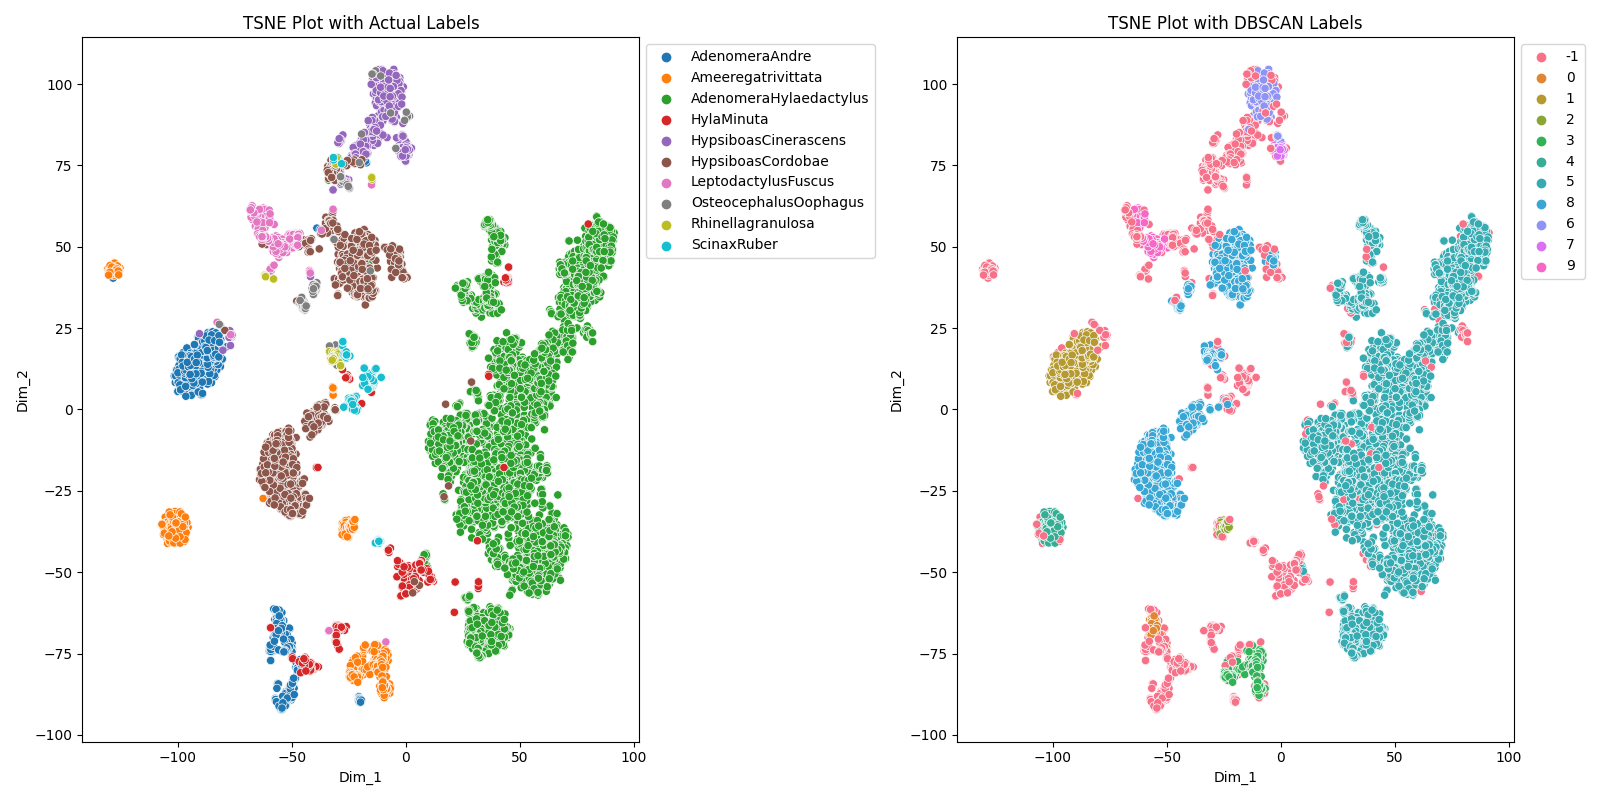 TSNE Plot with Actual Labels
100
75
50
25
0
−25
−50
−75
−100
Dim_2
−100
−50
0
50
100
Dim_1
AdenomeraAndre
Ameeregatrivittata
AdenomeraHylaedactylus
HylaMinuta
HypsiboasCinerascens
HypsiboasCordobae
LeptodactylusFuscus
OsteocephalusOophagus
Rhinellagranulosa
ScinaxRuber
TSNE Plot with DBSCAN Labels
100
75
50
25
0
−25
−50
−75
−100
Dim_2
−100
−50
0
50
100
Dim_1
-1
0
1
2
3
4
5
8
6
7
9